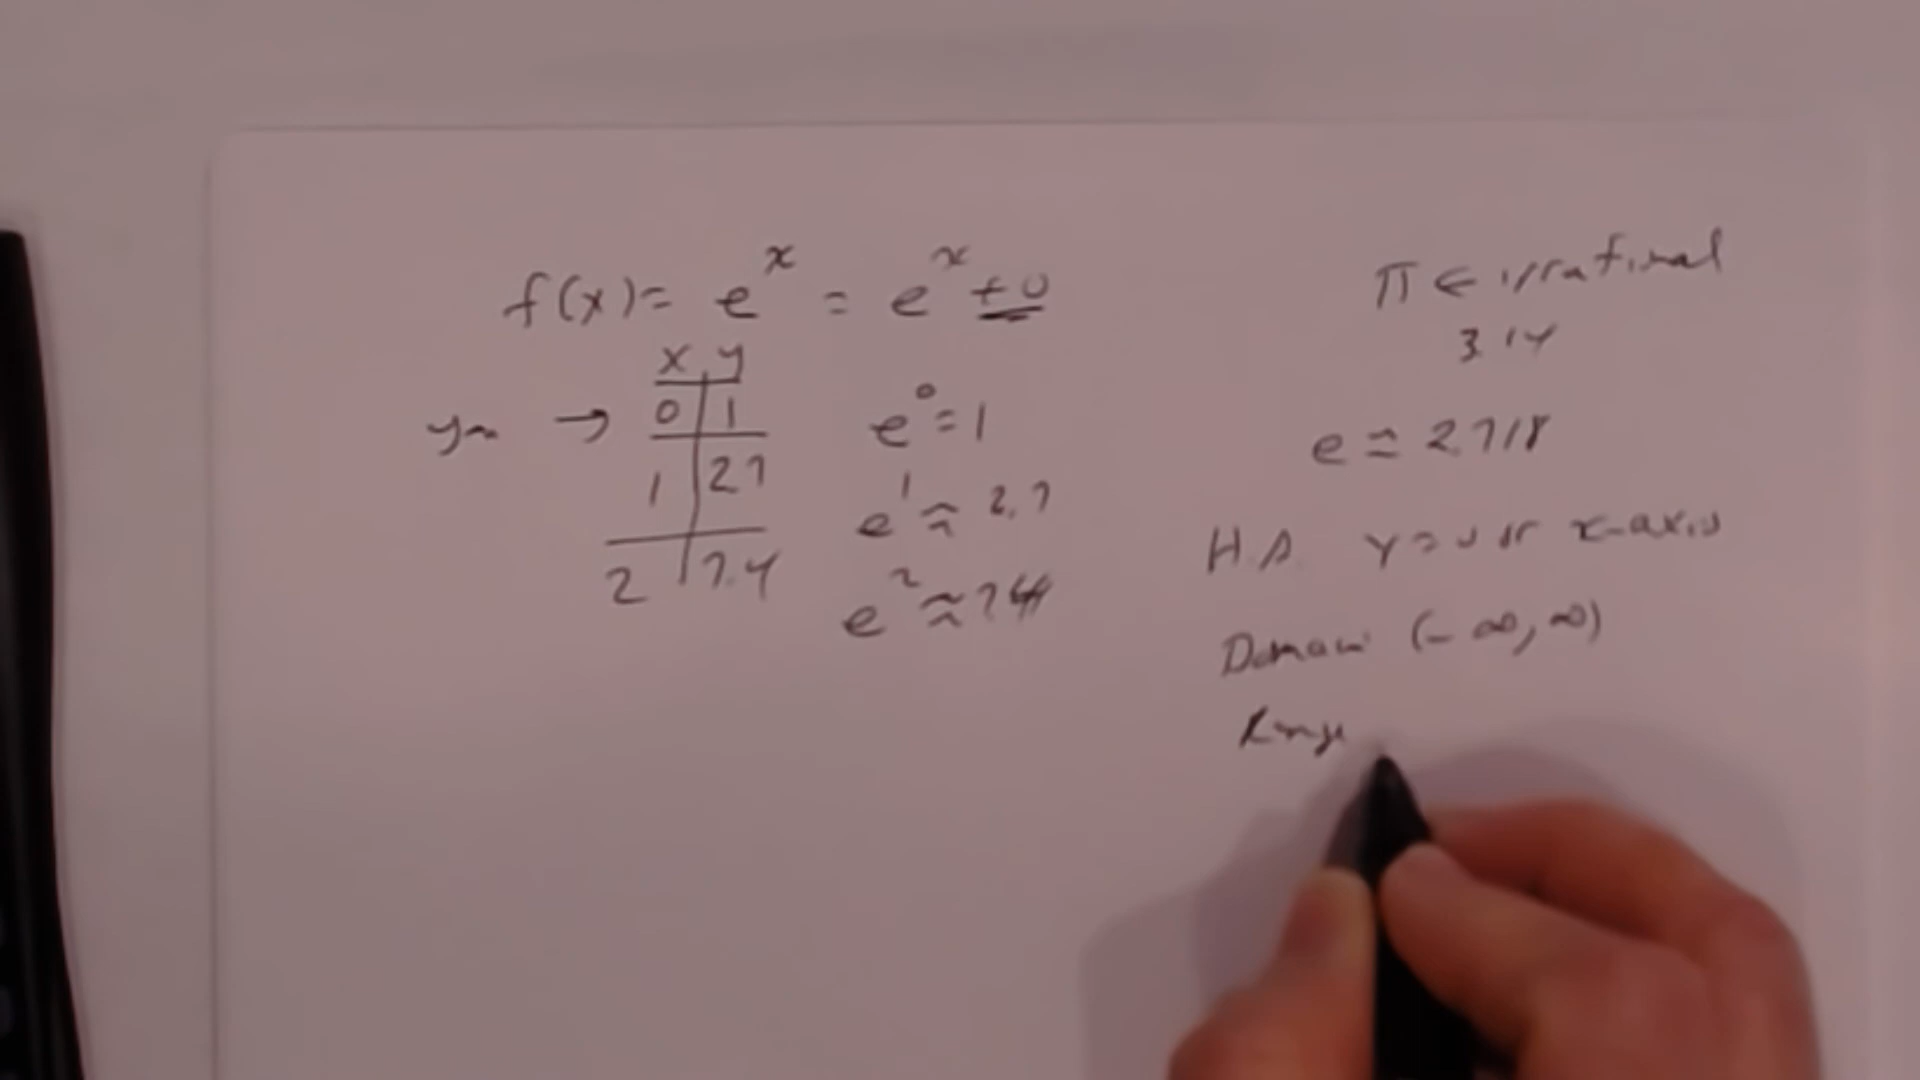 f(x) = e^x = e^x + 0
x y
0 1
1 2.7
2 7.4
e^0 = 1
e^1 ≈ 2.7
e^2 ≈ 7.4
π ← irrational
3.14
e ≈ 2.718
H.A. y = 0 or x-axis
Domain (-∞, ∞)
Range